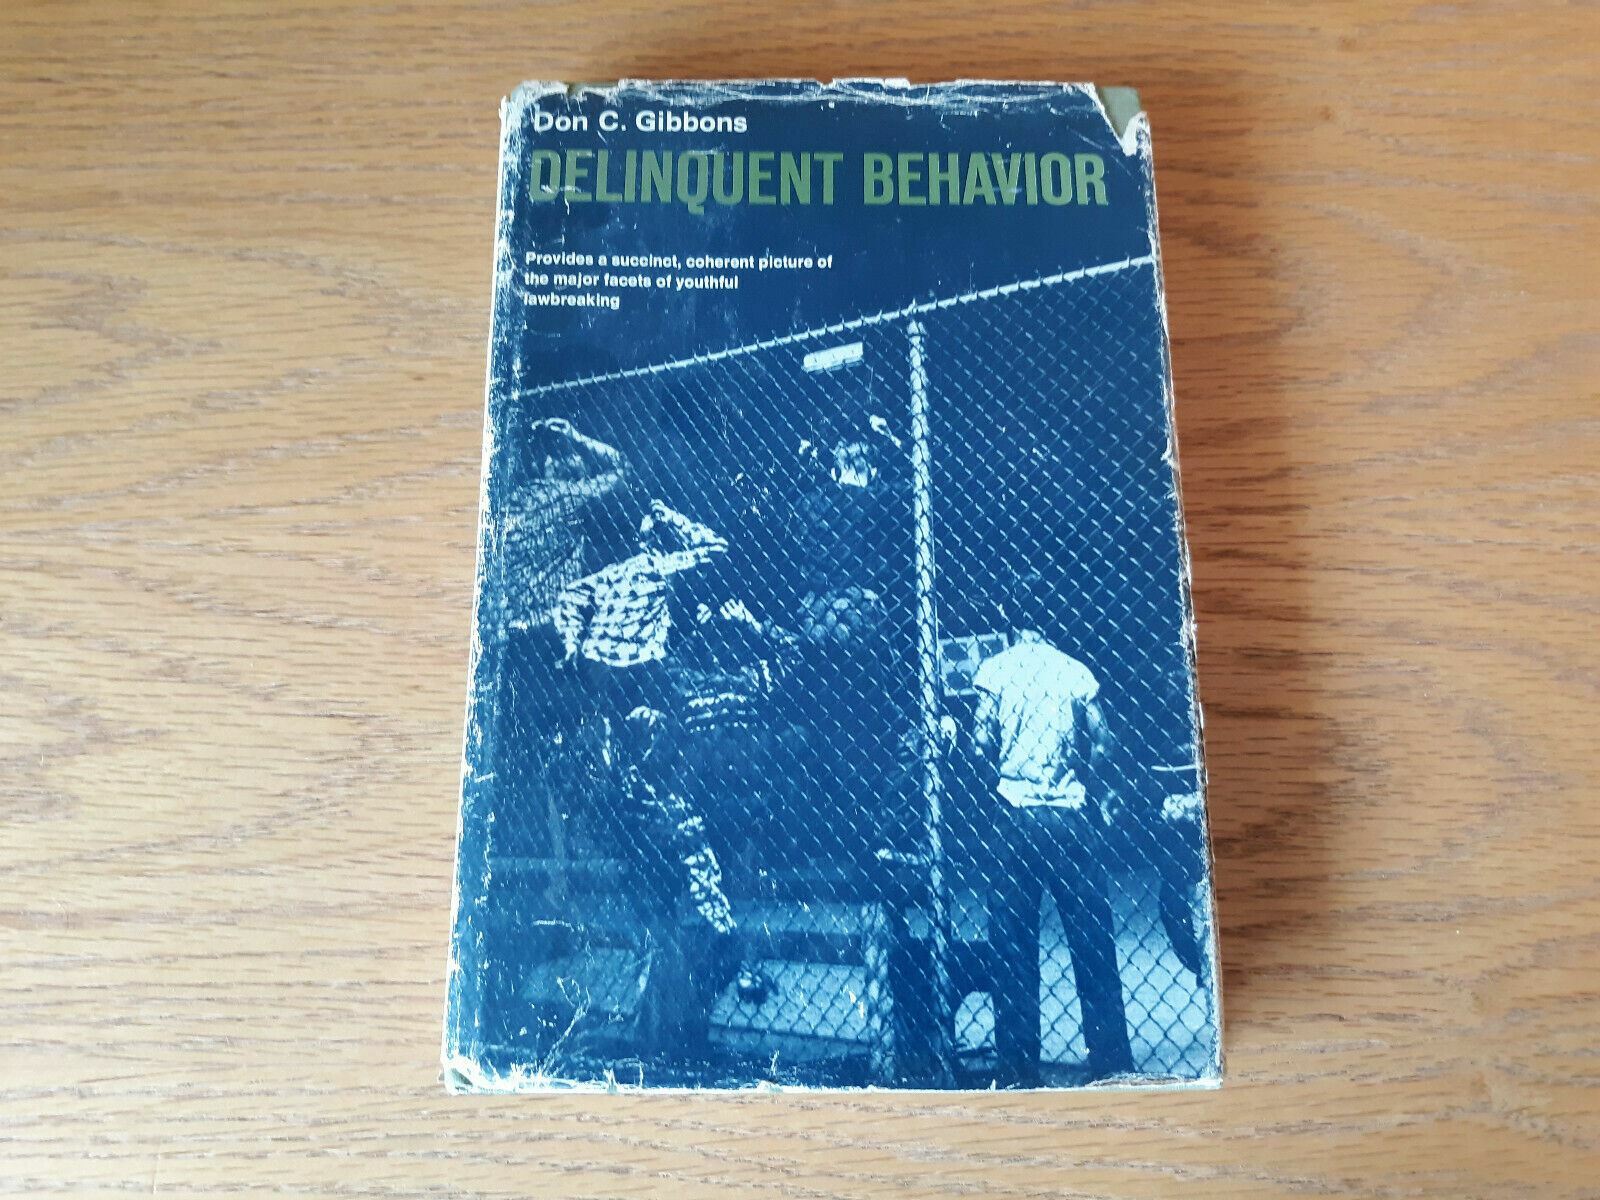 Don C. Gibbons
DELINQUENT BEHAVIOR
Provides a succinct, coherent picture of
the major facets of youthful
lawbreaking